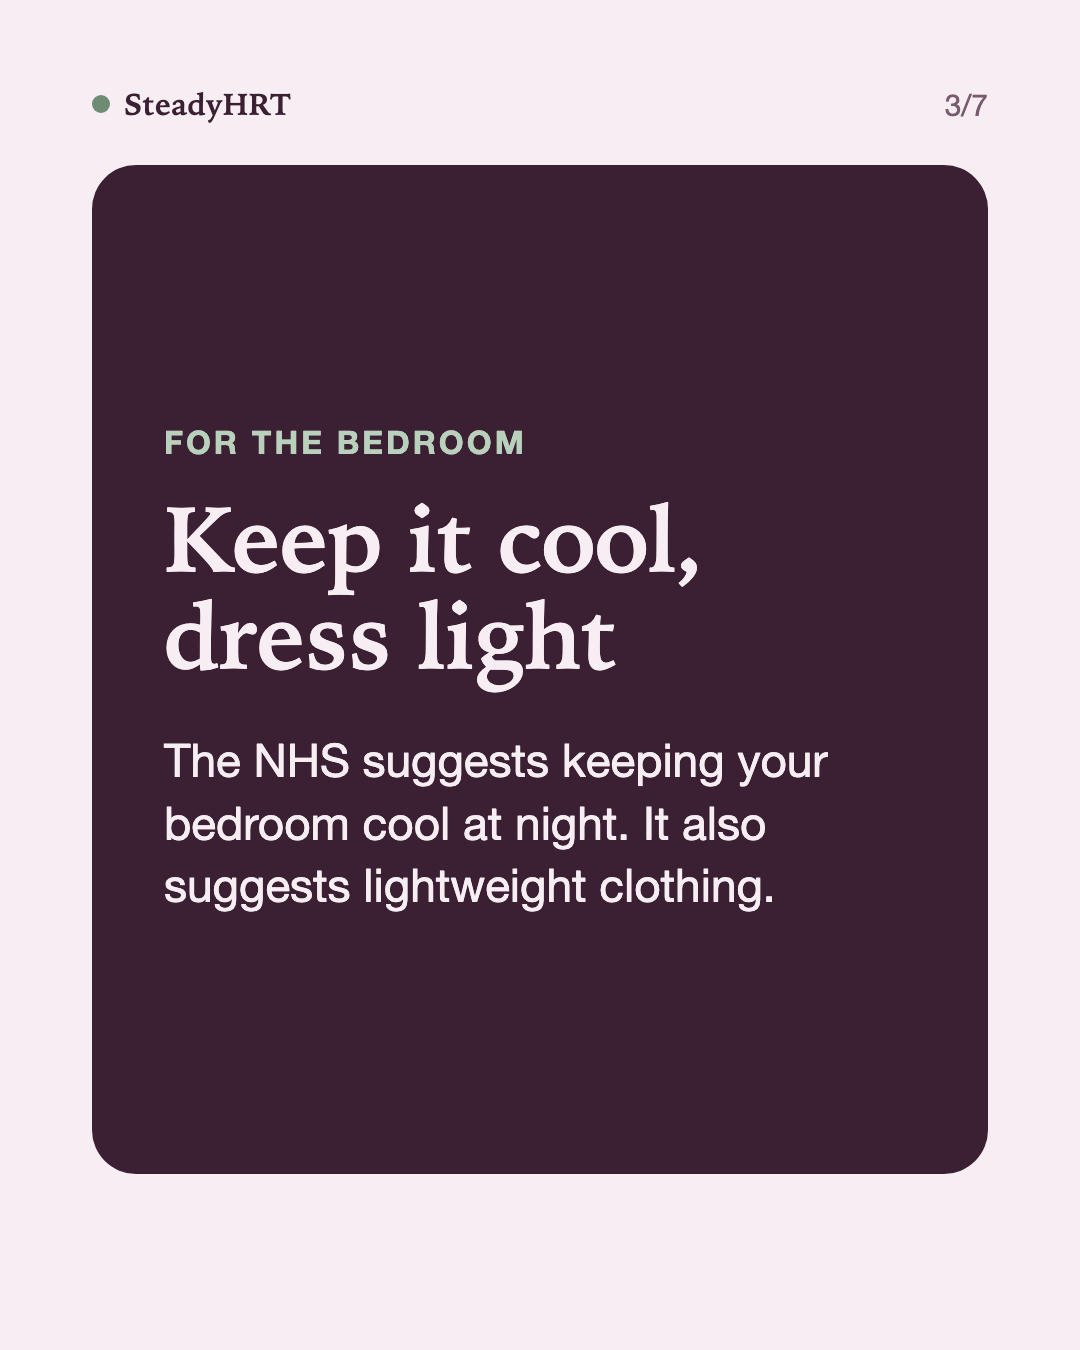 SteadyHRT
3/7
FOR THE BEDROOM
Keep it cool,
dress light
The NHS suggests keeping your
bedroom cool at night. It also
suggests lightweight clothing.